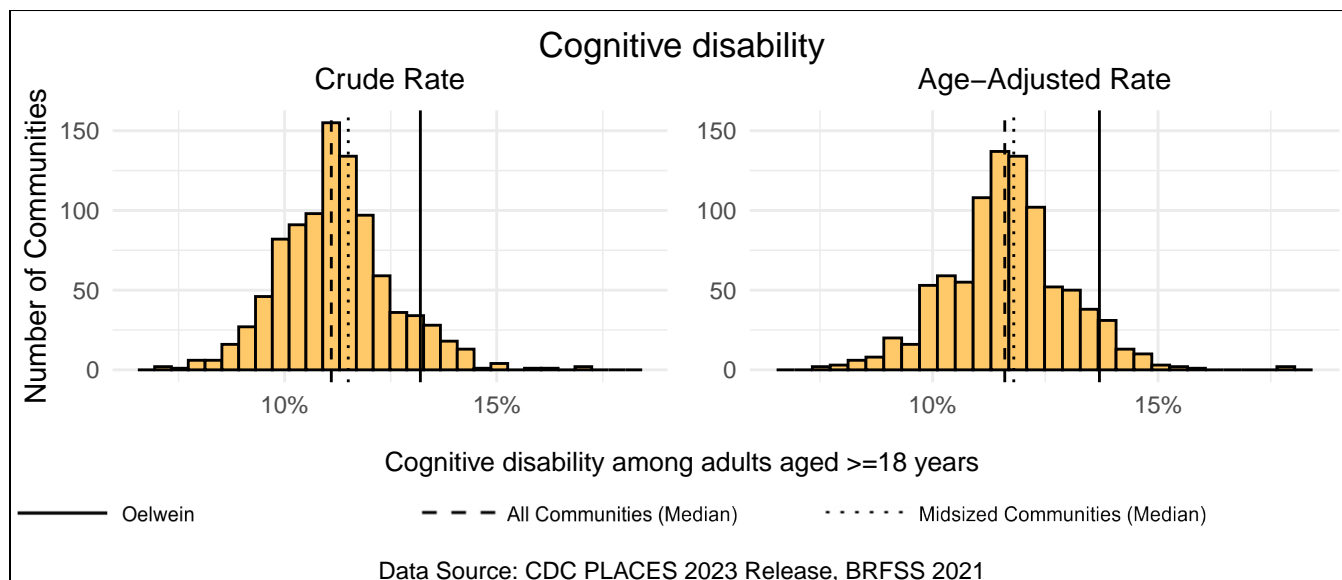 Cognitive disability
Crude Rate
Age−Adjusted Rate
Number of Communities
150
100
50
0
10%
15%
150
100
50
0
10%
15%
Cognitive disability among adults aged >=18 years
Oelwein
All Communities (Median)
Midsized Communities (Median)
Data Source: CDC PLACES 2023 Release, BRFSS 2021